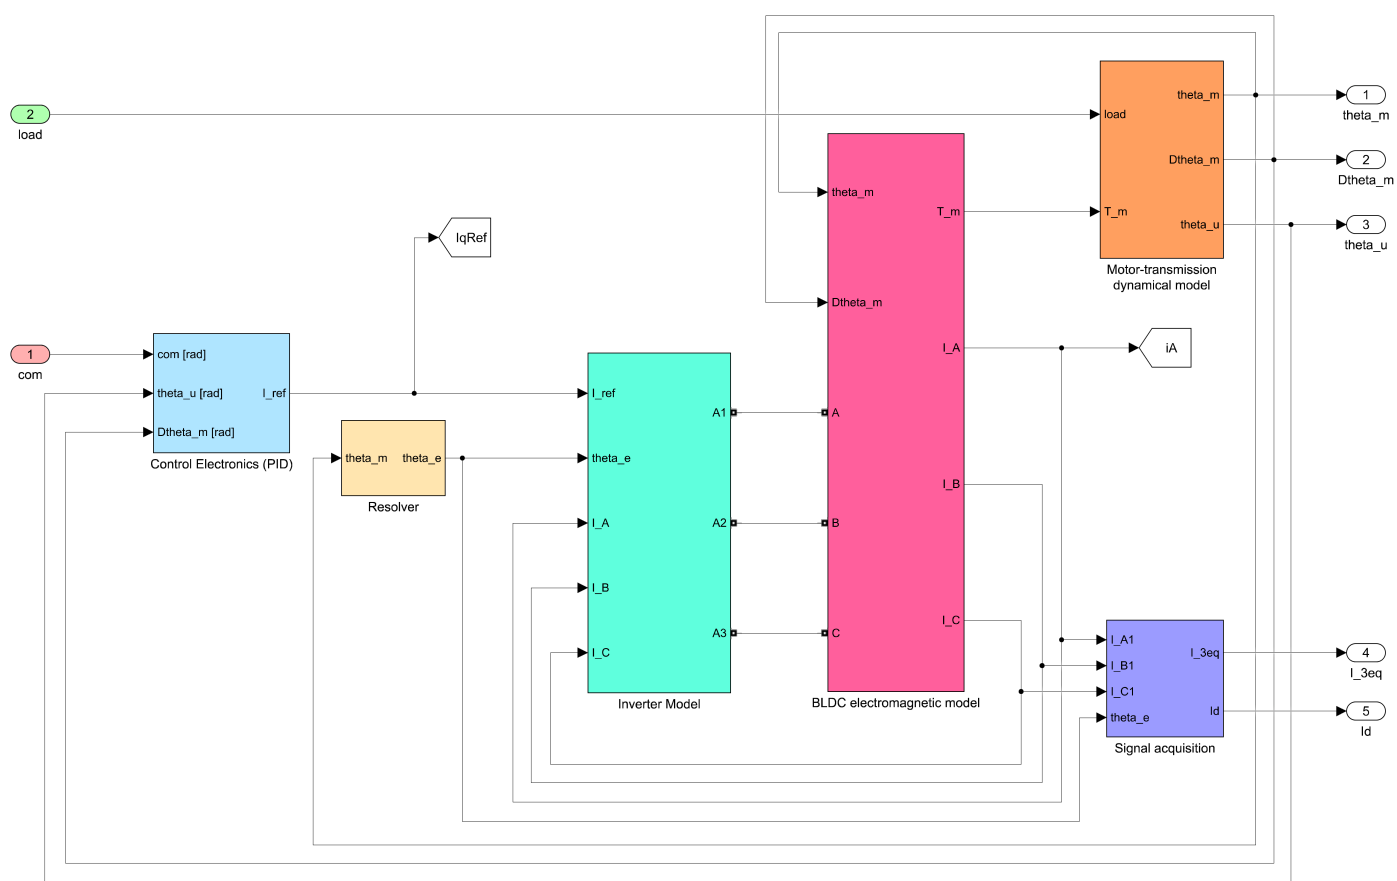 2
load
1
com
com [rad]
theta_u [rad]
Dtheta_m [rad]
I_ref
Control Electronics (PID)
IqRef
theta_m
theta_e
Resolver
I_ref
theta_e
I_A
I_B
I_C
A1
A2
A3
Inverter Model
theta_m
Dtheta_m
A
B
C
T_m
I_A
I_B
I_C
BLDC electromagnetic model
load
T_m
theta_m
Dtheta_m
theta_u
Motor-transmission
dynamical model
iA
I_A1
I_B1
I_C1
theta_e
I_3eq
Id
Signal acquisition
1
theta_m
2
Dtheta_m
3
theta_u
4
I_3eq
5
Id